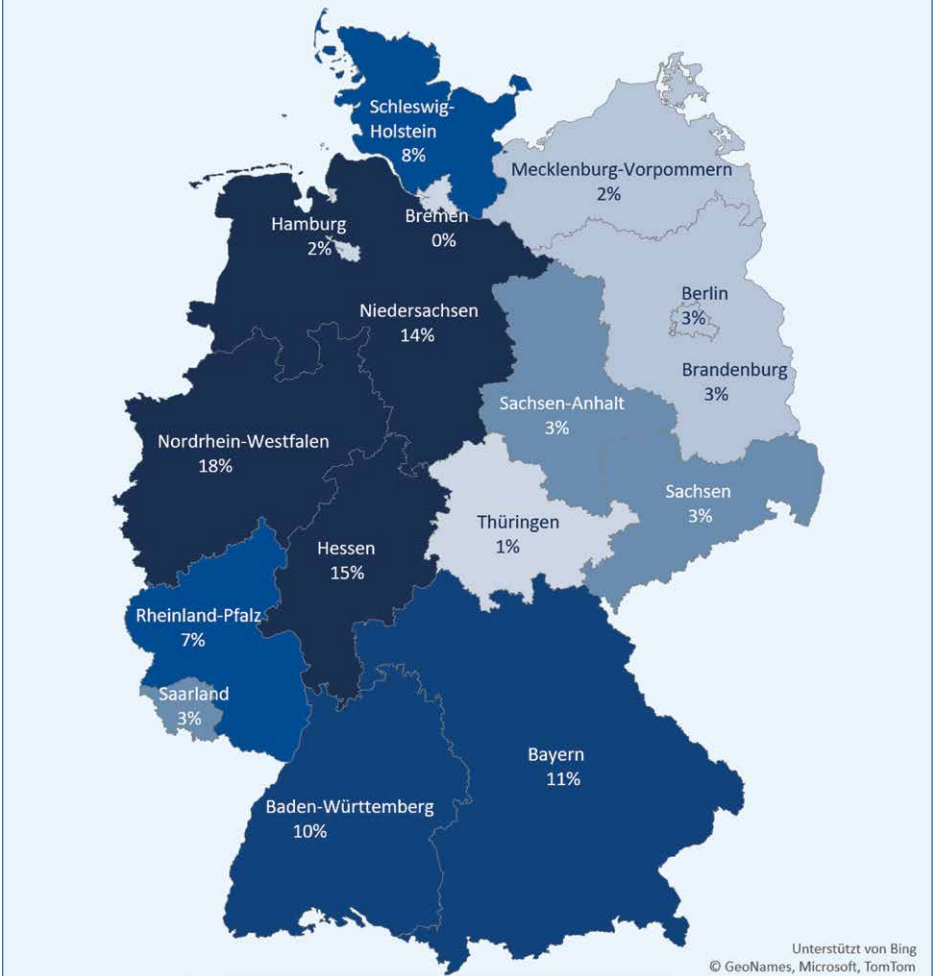 Schleswig-
Holstein
8%
Mecklenburg-Vorpommern
2%
Hamburg
2%
Bremen
0%
Niedersachsen
14%
Berlin
3%
Brandenburg
3%
Sachsen-Anhalt
3%
Nordrhein-Westfalen
18%
Sachsen
3%
Thüringen
1%
Hessen
15%
Rheinland-Pfalz
7%
Saarland
3%
Bayern
11%
Baden-Württemberg
10%
Unterstützt von Bing
© GeoNames, Microsoft, TomTom